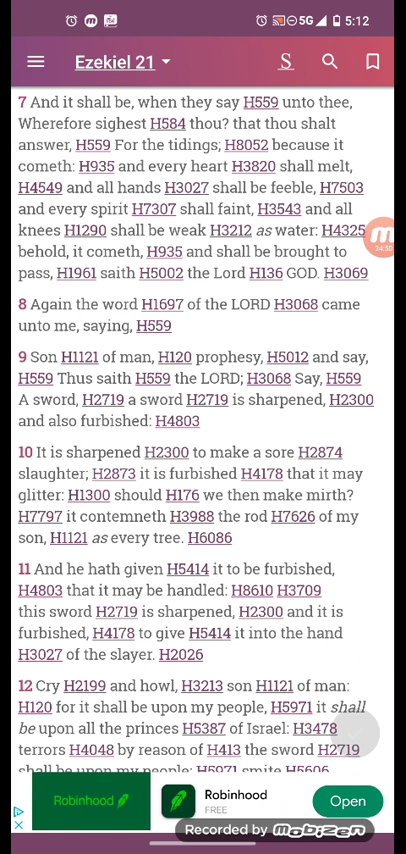 5G 5:12
Ezekiel 21 S
7 And it shall be, when they say H559 unto thee,
Wherefore sighest H584 thou? that thou shalt
answer, H559 For the tidings; H8052 because it
cometh: H935 and every heart H3820 shall melt,
H4549 and all hands H3027 shall be feeble, H7503
and every spirit H7307 shall faint, H3543 and all
knees H1290 shall be weak H3212 as water: H4325
behold, it cometh, H935 and shall be brought to
pass, H1961 saith H5002 the Lord H136 GOD. H3069
04:50
8 Again the word H1697 of the LORD H3068 came
unto me, saying, H559
9 Son H1121 of man, H120 prophesy, H5012 and say,
H559 Thus saith H559 the LORD; H3068 Say, H559
A sword, H2719 a sword H2719 is sharpened, H2300
and also furbished: H4803
10 It is sharpened H2300 to make a sore H2874
slaughter; H2873 it is furbished H4178 that it may
glitter: H1300 should H176 we then make mirth?
H7797 it contemneth H3988 the rod H7626 of my
son, H1121 as every tree. H6086
11 And he hath given H5414 it to be furbished,
H4803 that it may be handled: H8610 H3709
this sword H2719 is sharpened, H2300 and it is
furbished, H4178 to give H5414 it into the hand
H3027 of the slayer. H2026
12 Cry H2199 and howl, H3213 son H1121 of man:
H120 for it shall be upon my people, H5971 it shall
be upon all the princes H5387 of Israel: H3478
terrors H4048 by reason of H413 the sword H2719
shall be upon my people: H5971 smite H5606
Robinhood
Robinhood
FREE
Open
Recorded by mobizen